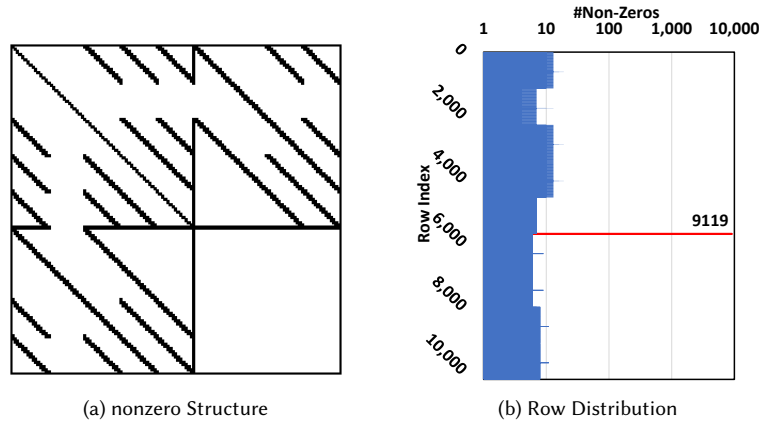 #Non-Zeros
1 10 100 1,000 10,000
0
2,000
4,000
6,000
8,000
10,000
Row Index
9119
(a) nonzero Structure
(b) Row Distribution